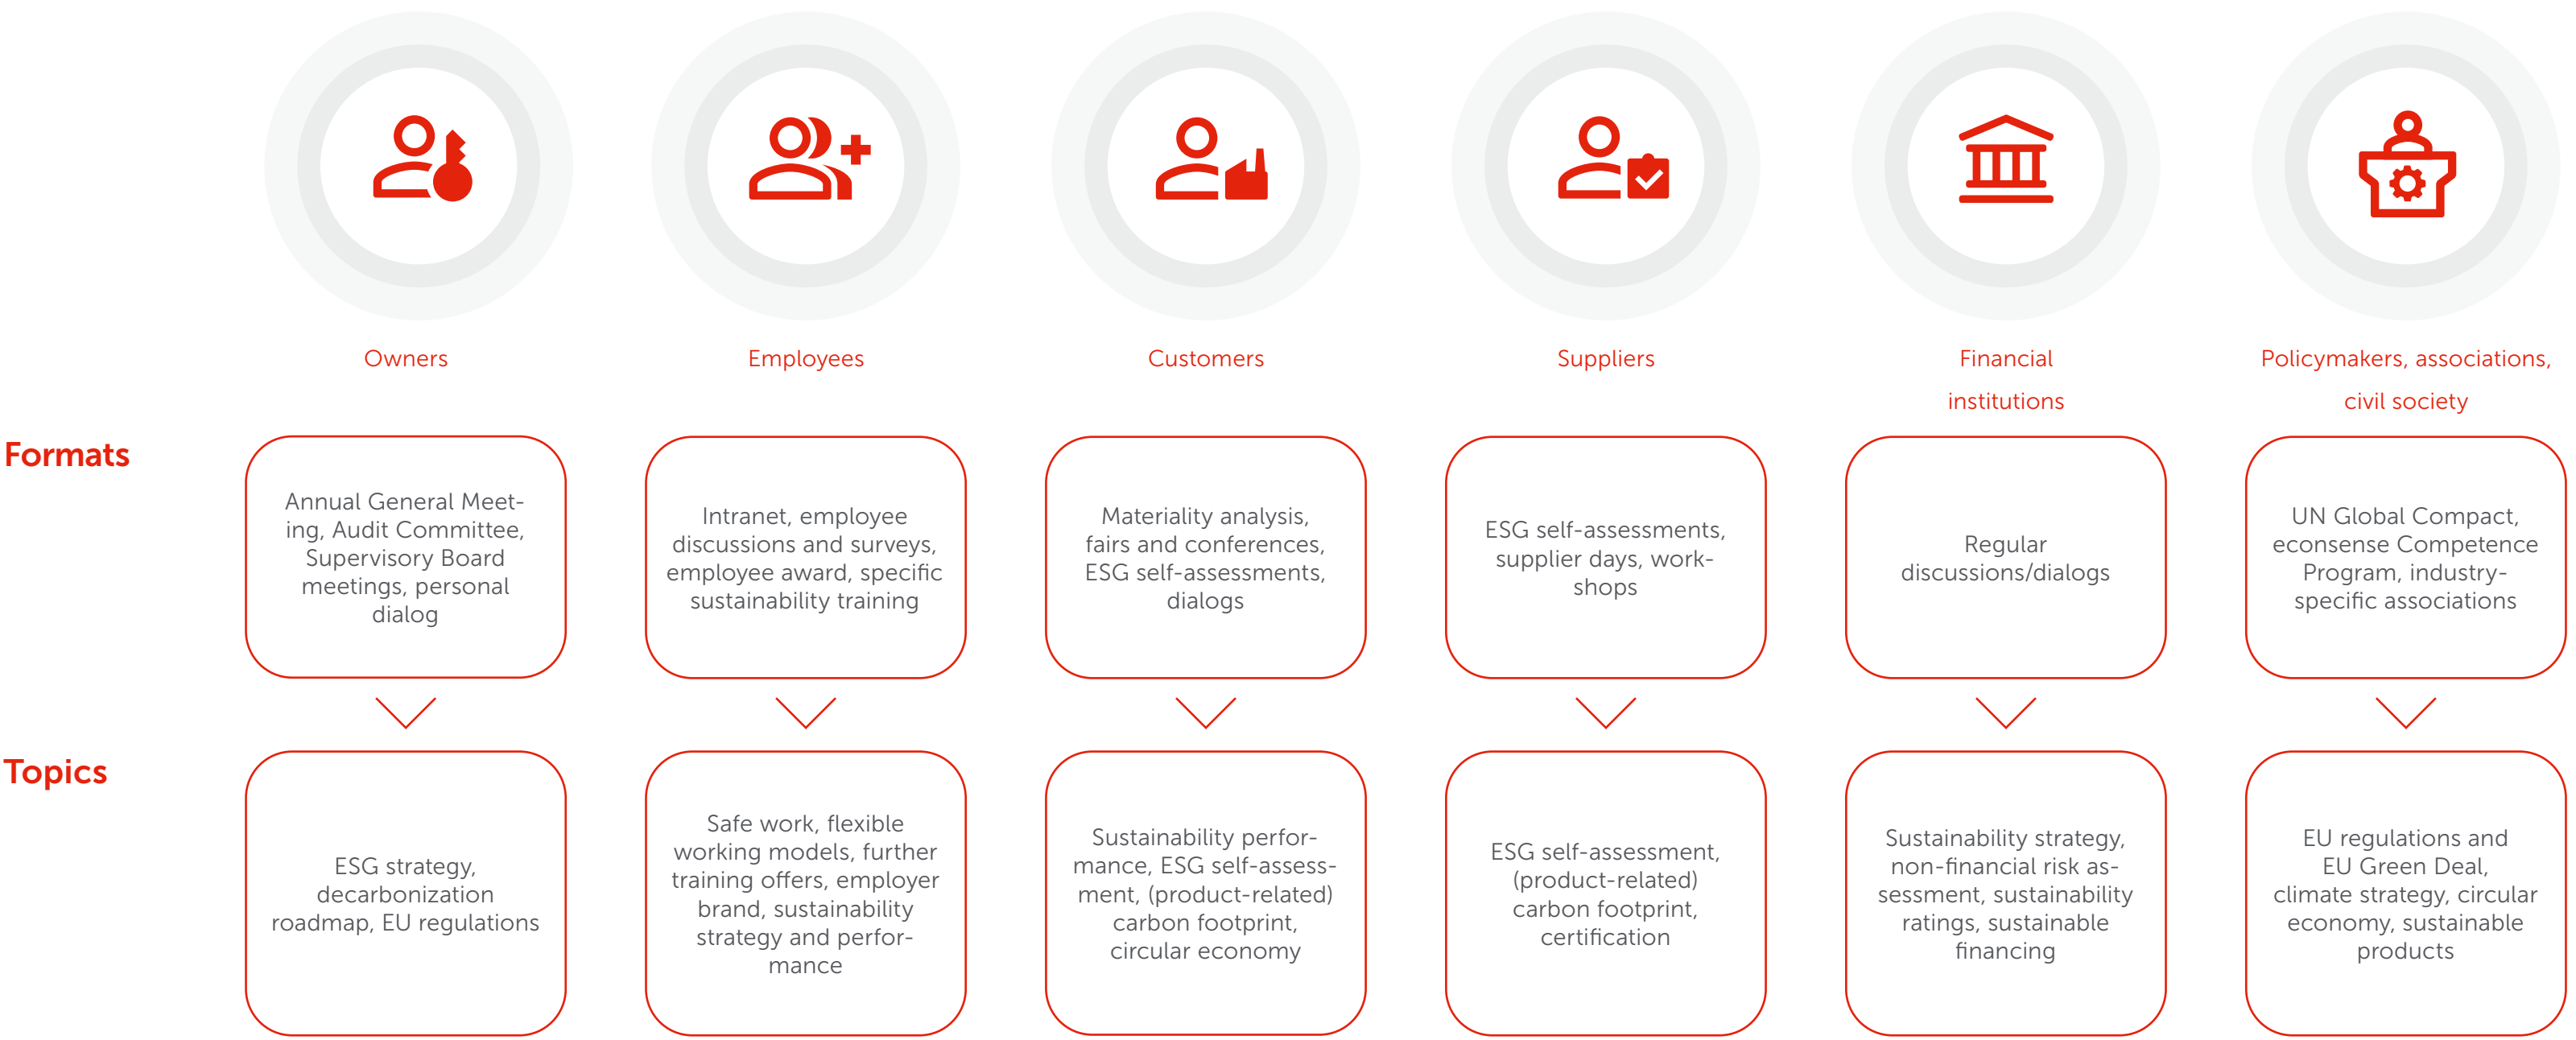 Owners
Employees
Customers
Suppliers
Financial
institutions
Policymakers, associations,
civil society
Formats
Annual General Meet-
ing, Audit Committee,
Supervisory Board
meetings, personal
dialog
Intranet, employee
discussions and surveys,
employee award, specific
sustainability training
Materiality analysis,
fairs and conferences,
ESG self-assessments,
dialogs
ESG self-assessments,
supplier days, work-
shops
Regular
discussions/dialogs
UN Global Compact,
econsense Competence
Program, industry-
specific associations
Topics
ESG strategy,
decarbonization
roadmap, EU regulations
Safe work, flexible
working models, further
training offers, employer
brand, sustainability
strategy and perfor-
mance
Sustainability perfor-
mance, ESG self-assess-
ment, (product-related)
carbon footprint,
circular economy
ESG self-assessment,
(product-related)
carbon footprint,
certification
Sustainability strategy,
non-financial risk as-
sessment, sustainability
ratings, sustainable
financing
EU regulations and
EU Green Deal,
climate strategy, circular
economy, sustainable
products